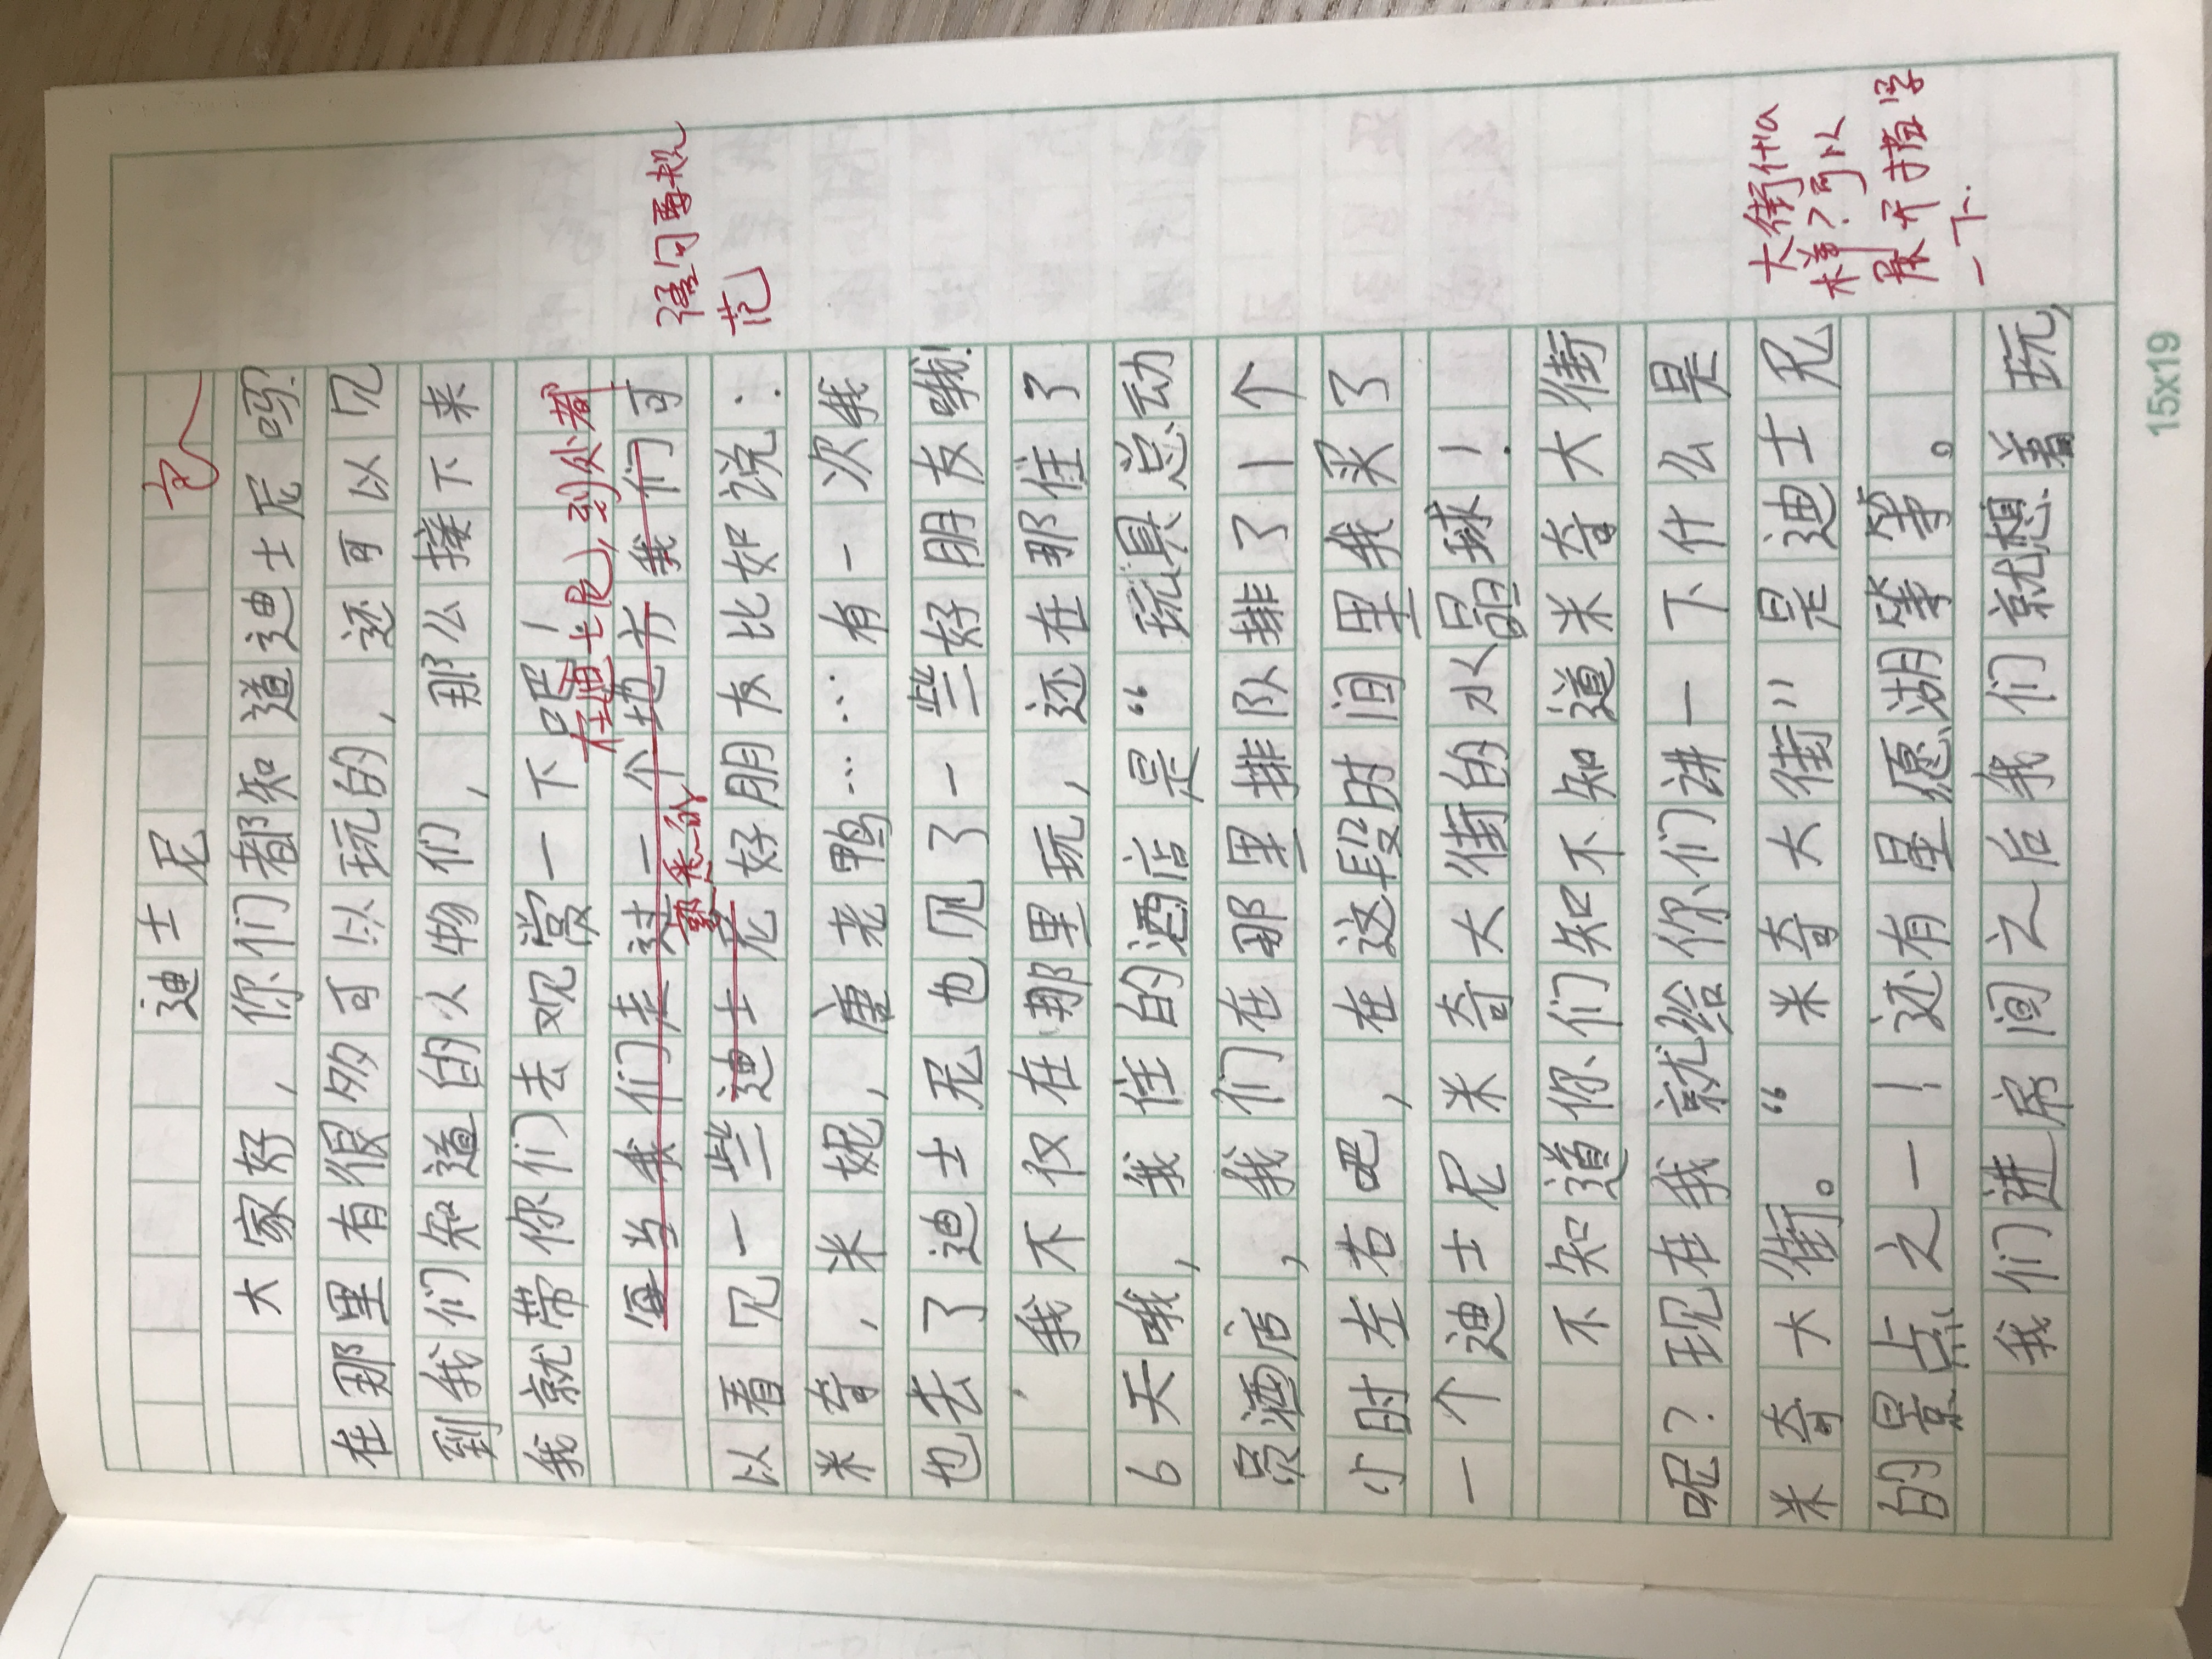 迪士尼
大家好，你们都知道迪士尼吗?
在那里有很多可以玩的，还可以见
到我们知道的人物们，那么接下来
我就带你们去观赏一下吧！
在迪士尼，到处都
每当我们走过一个地方我们可
语句要规
范
熟悉的
以看见一些迪士尼好朋友比如说：
米奇，米妮，唐老鸭……有一次我
也去了迪士尼也见了一些好朋友哦!
我不仅在那里玩，还在那住了
6天哦，我住的酒店是“玩具总动
员酒店，我们在那里排队排了1个
小时左右吧，在这段时间里我买了
一个迪士尼米奇大街的水晶球！
不知道你们知不知道米奇大街
呢？现在我就给你们讲一下什么是
米奇大街。“米奇大街”是迪士尼
的景点之一！还有星愿湖等等。
大街什么
样？可以
展开描写
一下.
我们进房间之后我们就想着玩，
15x19